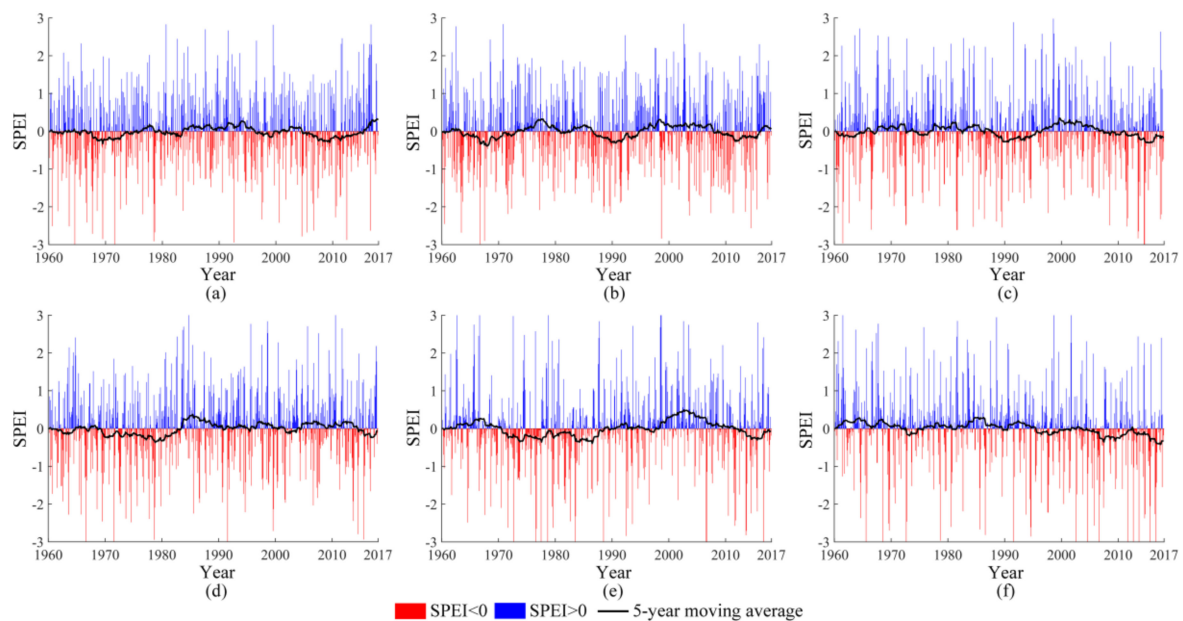 3 3 3
2 2 2
1 1 1
SPEI 0 SPEI 0 SPEI 0
-1 -1 -1
-2 -2 -2
-3 -3 -3
1960 1970 1980 1990 2000 2010 2017 1960 1970 1980 1990 2000 2010 2017 1960 1970 1980 1990 2000 2010 2017
Year Year Year
(a) (b) (c)
3 3 3
2 2 2
1 1 1
SPEI 0 SPEI 0 SPEI 0
-1 -1 -1
-2 -2 -2
-3 -3 -3
1960 1970 1980 1990 2000 2010 2017 1960 1970 1980 1990 2000 2010 2017 1960 1970 1980 1990 2000 2010 2017
Year Year Year
(d) (e) (f)
SPEI<0 SPEI>0 5-year moving average